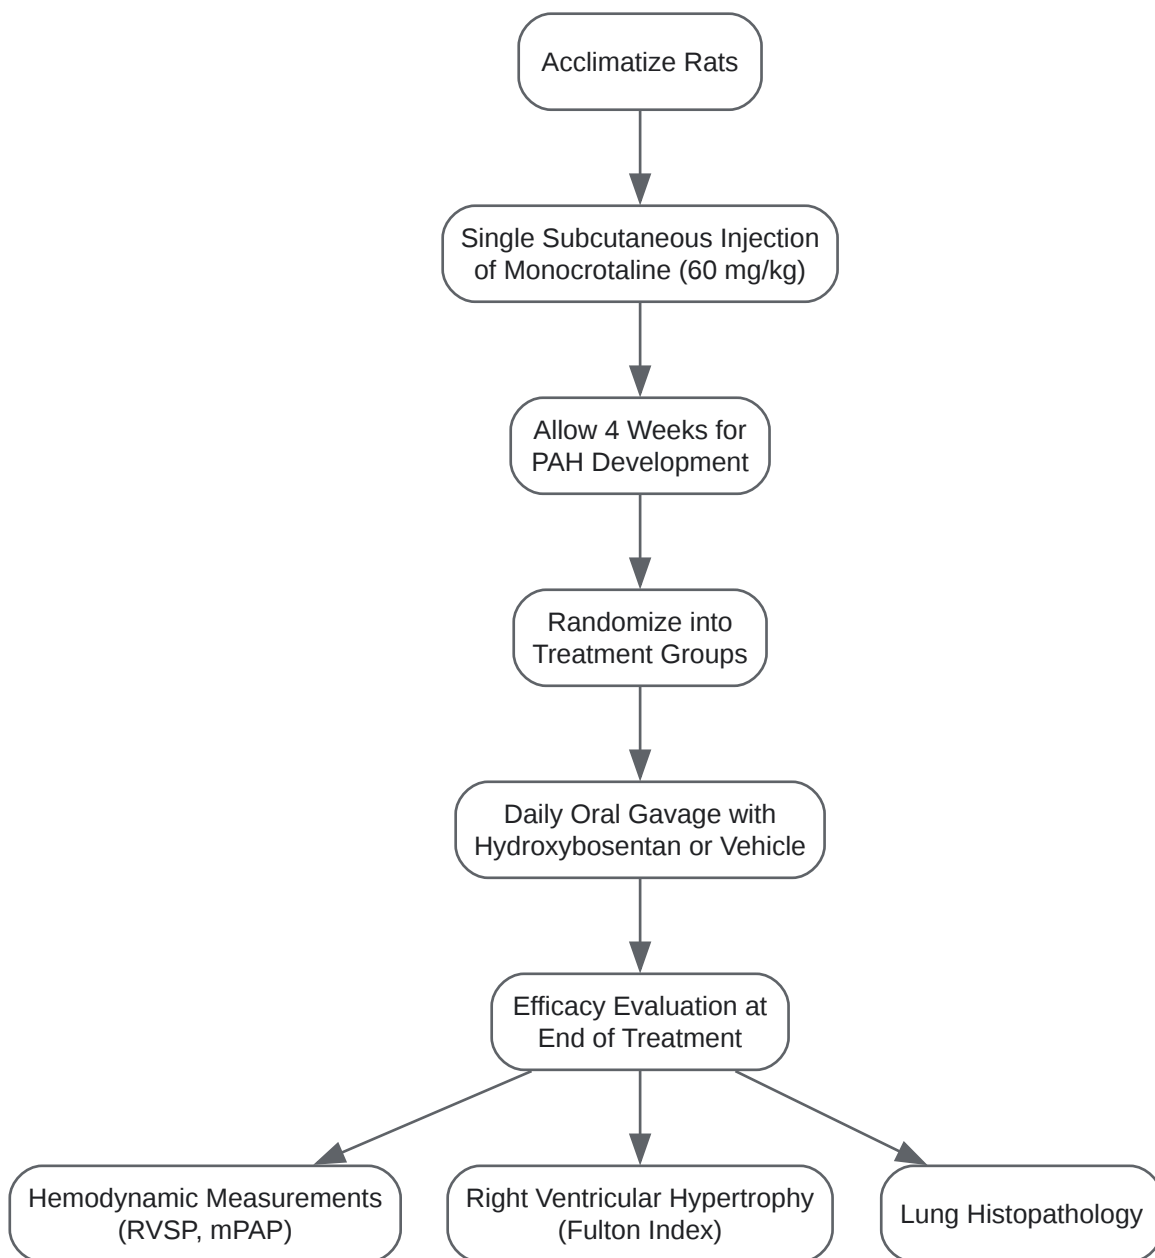 Acclimatize Rats
Single Subcutaneous Injection
of Monocrotaline (60 mg/kg)
Allow 4 Weeks for
PAH Development
Randomize into
Treatment Groups
Daily Oral Gavage with
Hydroxybosentan or Vehicle
Efficacy Evaluation at
End of Treatment
Hemodynamic Measurements
(RVSP, mPAP)
Right Ventricular Hypertrophy
(Fulton Index)
Lung Histopathology